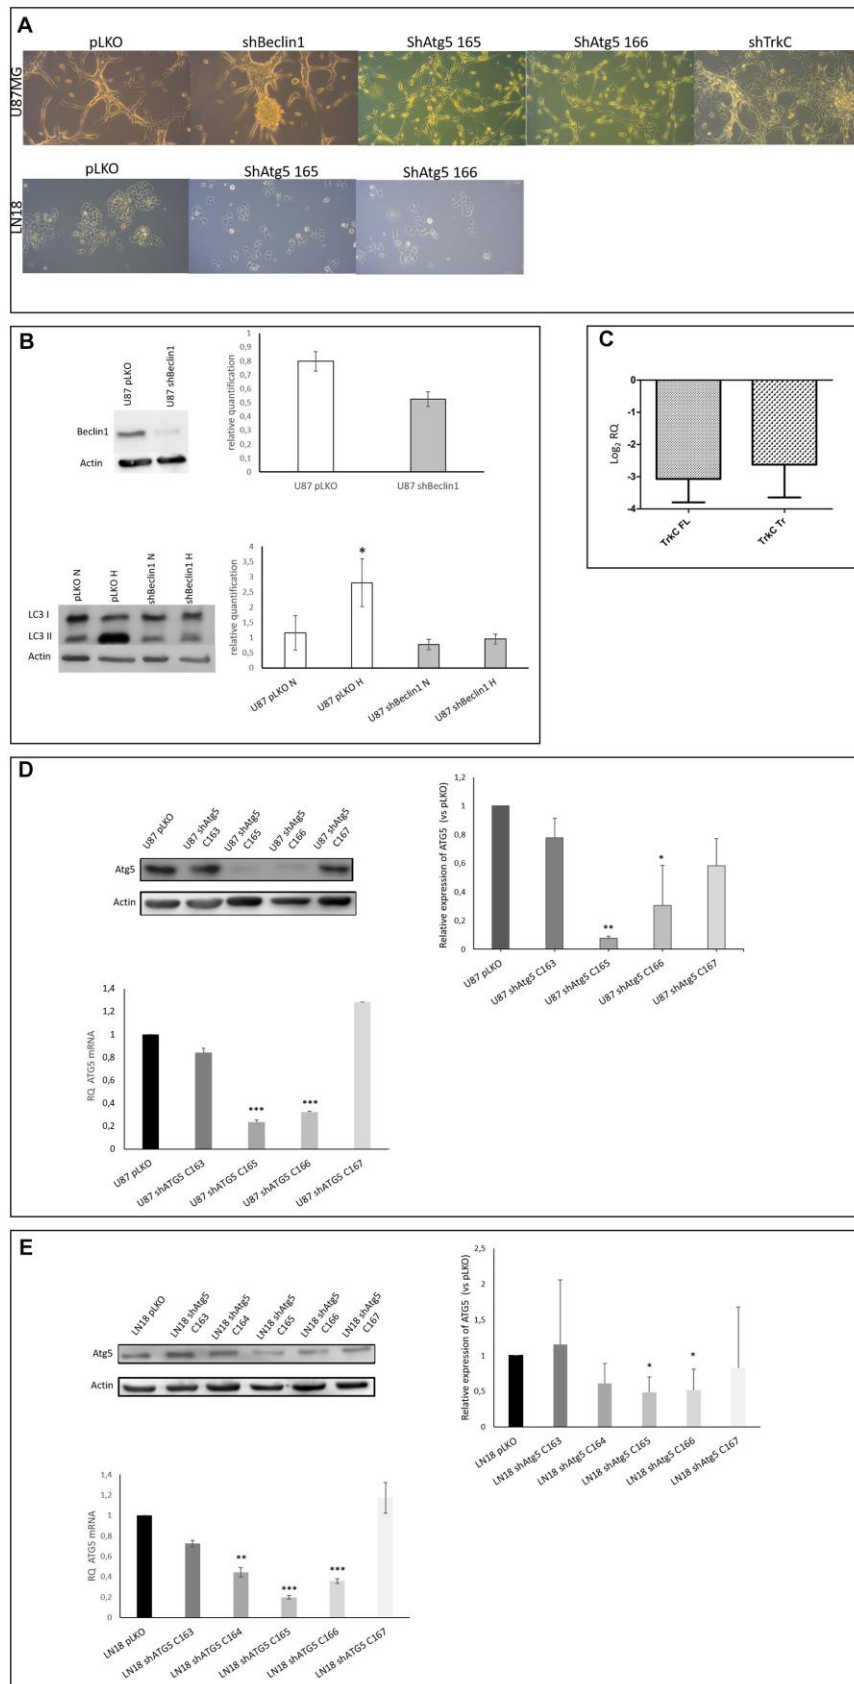 A
pLKO shBeclin1 ShAtg5 165 ShAtg5 166 shTrkC
U87MG
pLKO ShAtg5 165 ShAtg5 166
LN18
B
U87 pLKO
U87 shBeclin1
Beclin1
Actin
relative quantification
1
0,9
0,8
0,7
0,6
0,5
0,4
0,3
0,2
0,1
0
U87 pLKO U87 shBeclin1
pLKO N
pLKO H
shBeclin1 N
shBeclin1 H
LC3 I
LC3 II
Actin
relative quantification
4
3,5
3
2,5
2
1,5
1
0,5
0
*
U87 pLKO N
U87 pLKO H
U87 shBeclin1 N
U87 shBeclin1 H
C
Log2 RQ
0
-1
-2
-3
-4
TrkC FL
TrkC Tr
D
U87 pLKO
U87 shAtg5
C163
U87 shAtg5
C165
U87 shAtg5
C166
U87 shAtg5
C167
Atg5
Actin
Relative expression of ATG5 (vs pLKO)
1,2
1
0,8
0,6
0,4
0,2
0
**
*
U87 pLKO
U87 shAtg5 C163
U87 shAtg5 C165
U87 shAtg5 C166
U87 shAtg5 C167
RQ ATG5 mRNA
1,4
1,2
1
0,8
0,6
0,4
0,2
0
***
***
U87 pLKO
U87 shATG5 C163
U87 shATG5 C165
U87 shATG5 C166
U87 shATG5 C167
E
LN18 pLKO
LN18 shAtg5
C163
LN18 shAtg5
C164
LN18 shAtg5
C165
LN18 shAtg5
C166
LN18 shAtg5
C167
Atg5
Actin
Relative expression of ATG5 (vs pLKO)
2,5
2
1,5
1
0,5
0
*
*
LN18 pLKO
LN18 shAtg5 C163
LN18 shAtg5 C164
LN18 shAtg5 C165
LN18 shAtg5 C166
LN18 shAtg5 C167
RQ ATG5 mRNA
1,4
1,2
1
0,8
0,6
0,4
0,2
0
**
***
***
LN18 pLKO
LN18 shATG5 C163
LN18 shATG5 C164
LN18 shATG5 C165
LN18 shATG5 C166
LN18 shATG5 C167